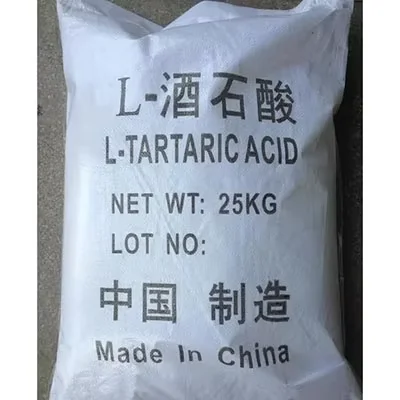 L-酒石酸
L-TARTARIC ACID
NET WT: 25KG
LOT NO:
中国 制造
Made In China